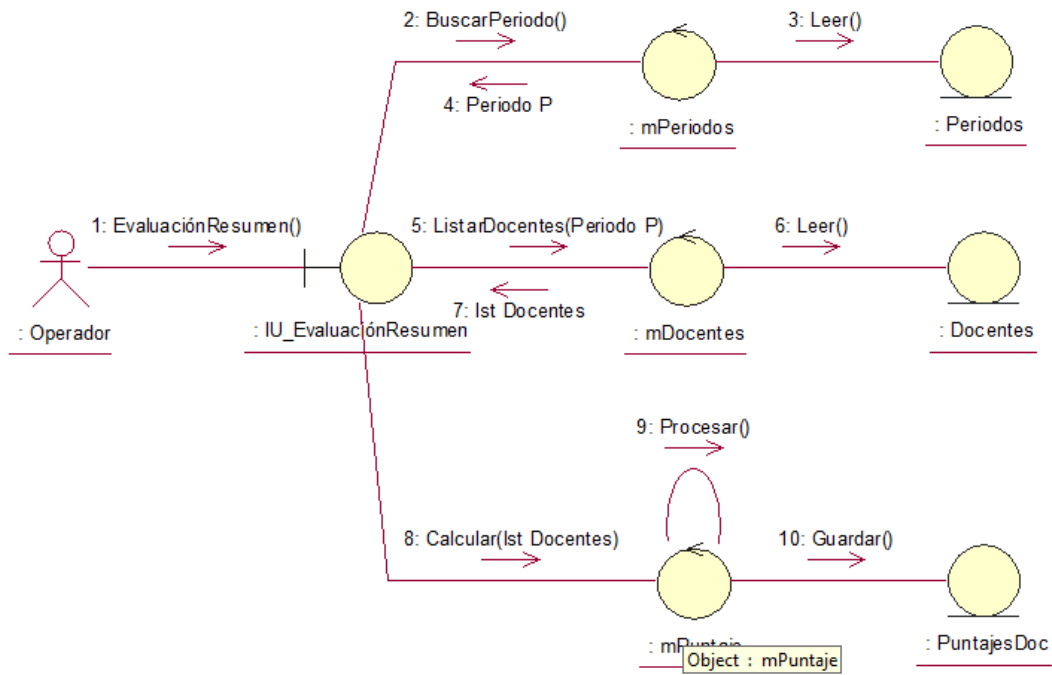 2: BuscarPeriodo()
3: Leer()
4: Periodo P
: mPeriodos
: Periodos
1: EvaluaciónResumen()
5: ListarDocentes(Periodo P)
6: Leer()
7: lst Docentes
: Operador
: IU_EvaluaciónResumen
: mDocentes
: Docentes
9: Procesar()
8: Calcular(lst Docentes)
10: Guardar()
: mPuntaje
: PuntajesDoc
Object : mPuntaje